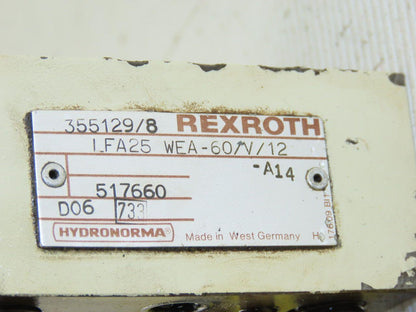 355129/8 REXROTH
LFA25 WEA-60/V/12
-A14
517660
D06 733
HYDRONORMA Made in West Germany